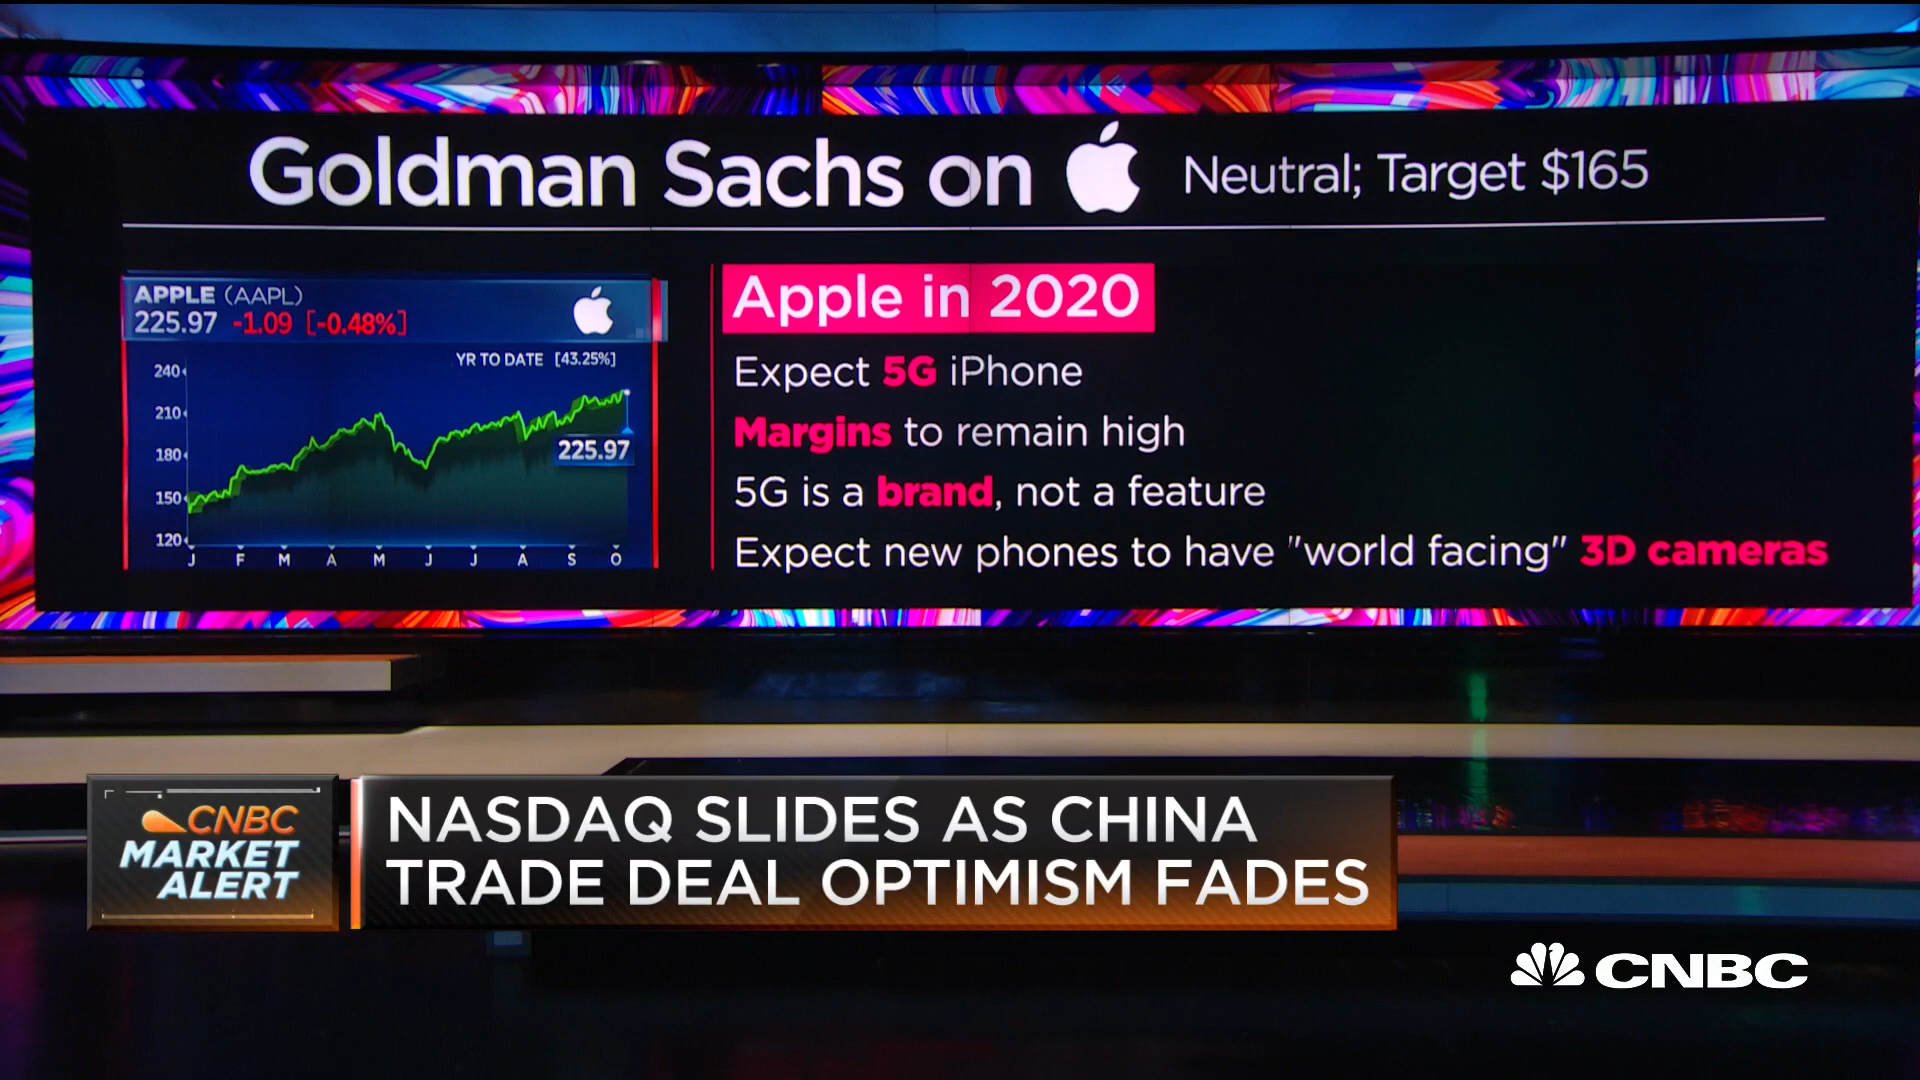 Goldman Sachs on Neutral; Target $165
APPLE (AAPL)
225.97 -1.09 [-0.48%]
YR TO DATE [43.25%]
240
210
180
150
120
225.97
J F M A M J J A S O
Apple in 2020
Expect 5G iPhone
Margins to remain high
5G is a brand, not a feature
Expect new phones to have "world facing" 3D cameras
CNBC
MARKET
ALERT
NASDAQ SLIDES AS CHINA
TRADE DEAL OPTIMISM FADES
CNBC